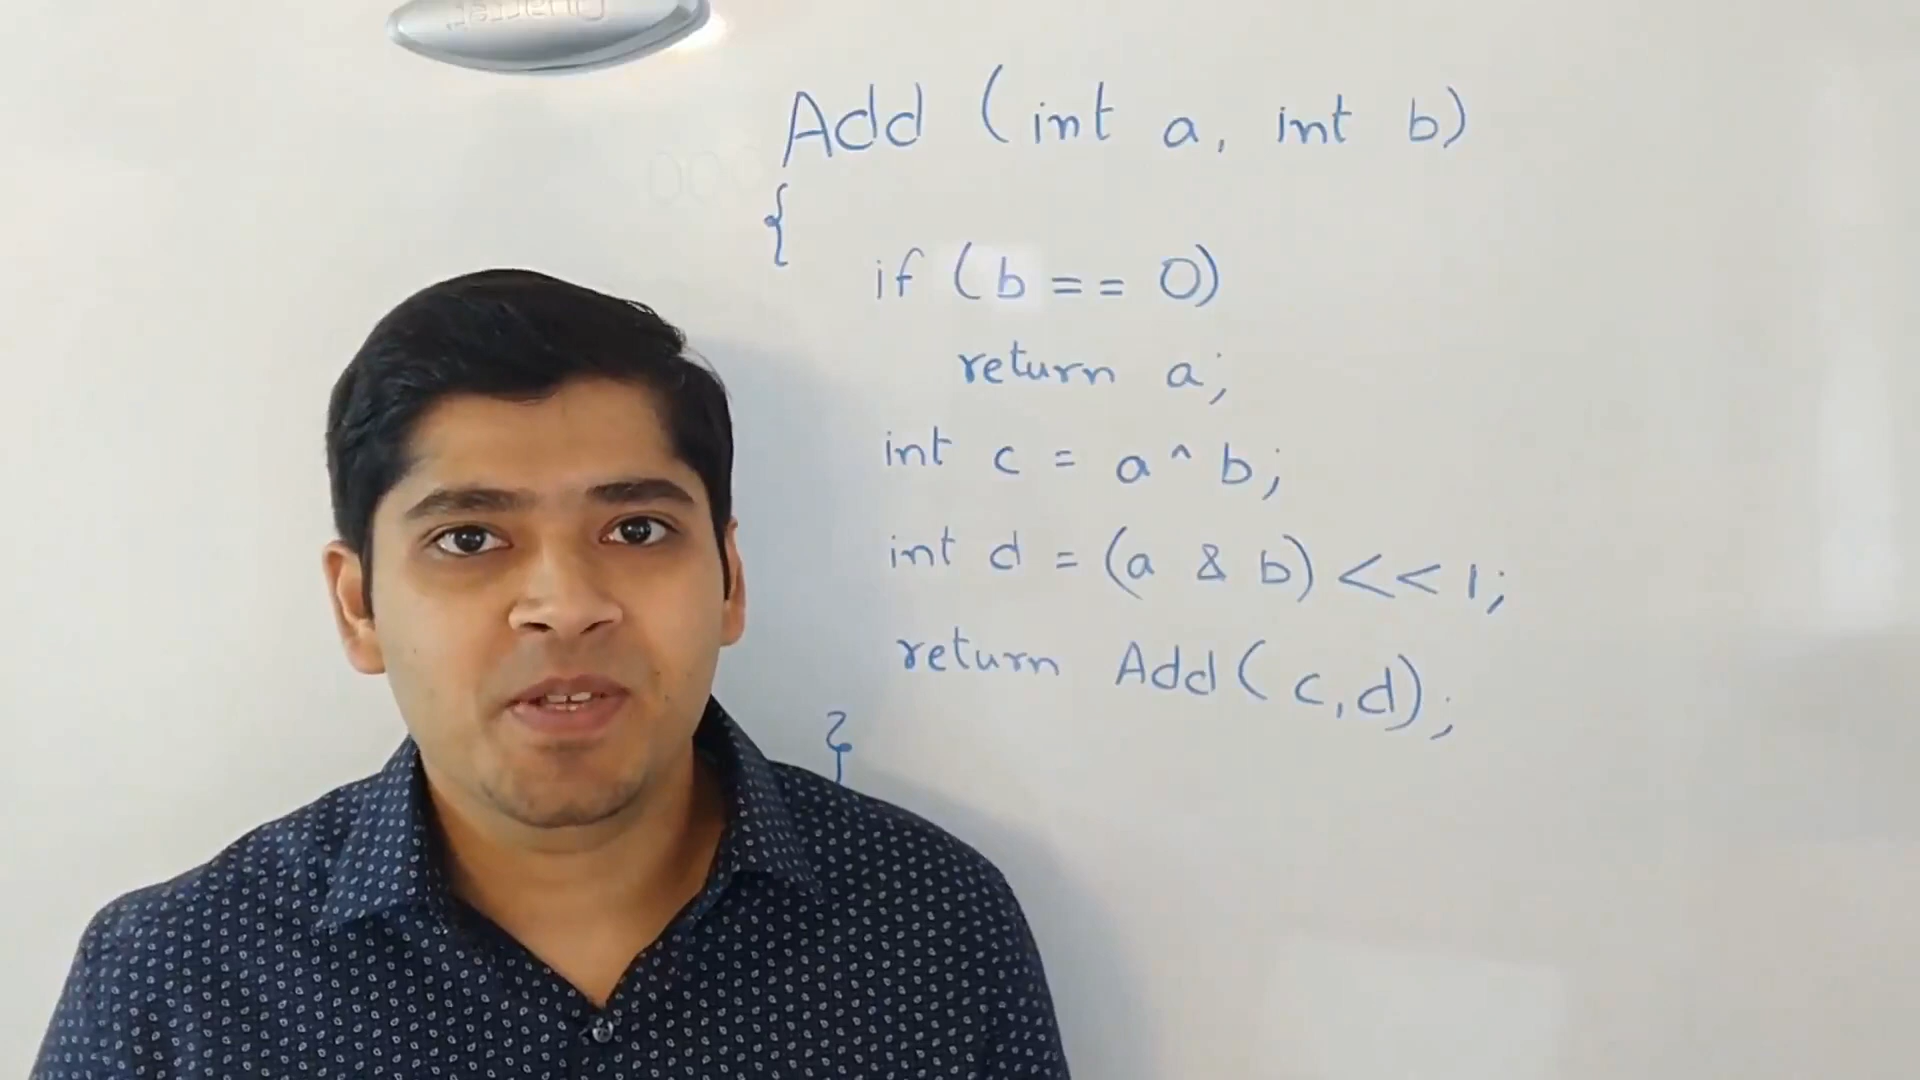 Add (int a, int b)
{
if (b == 0)
return a;
int c = a ^ b;
int d = (a & b) << 1;
return Add(c,d);
}